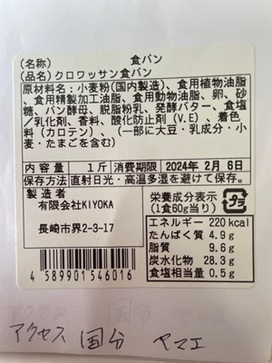 (名称) 食パン
(品名)クロワッサン食パン
原材料名:小麦粉(国内製造)、食用植物油脂
、食用精製加工油脂、食用動物油脂、卵、砂
糖、パン酵母、脱脂粉乳、発酵バター、食塩
/乳化剤、香料、酸化防止剤(V.E)、着色
料(カロテン)、(一部に大豆・乳成分・小
麦・たまごを含む)
内容量 1斤 消費期限 2024年 2月 6日
保存方法 直射日光・高温多湿を避けて保存。
製造者
有限会社KIYOKA
長崎市界2-3-17
栄養成分表示
(1食60g当り)
プラ
エネルギー 220kcal
たんぱく質 4.9g
脂質 9.6g
炭水化物 28.3g
食塩相当量 0.5g
4 589901 546016
アクセス 国分 ヤマエ